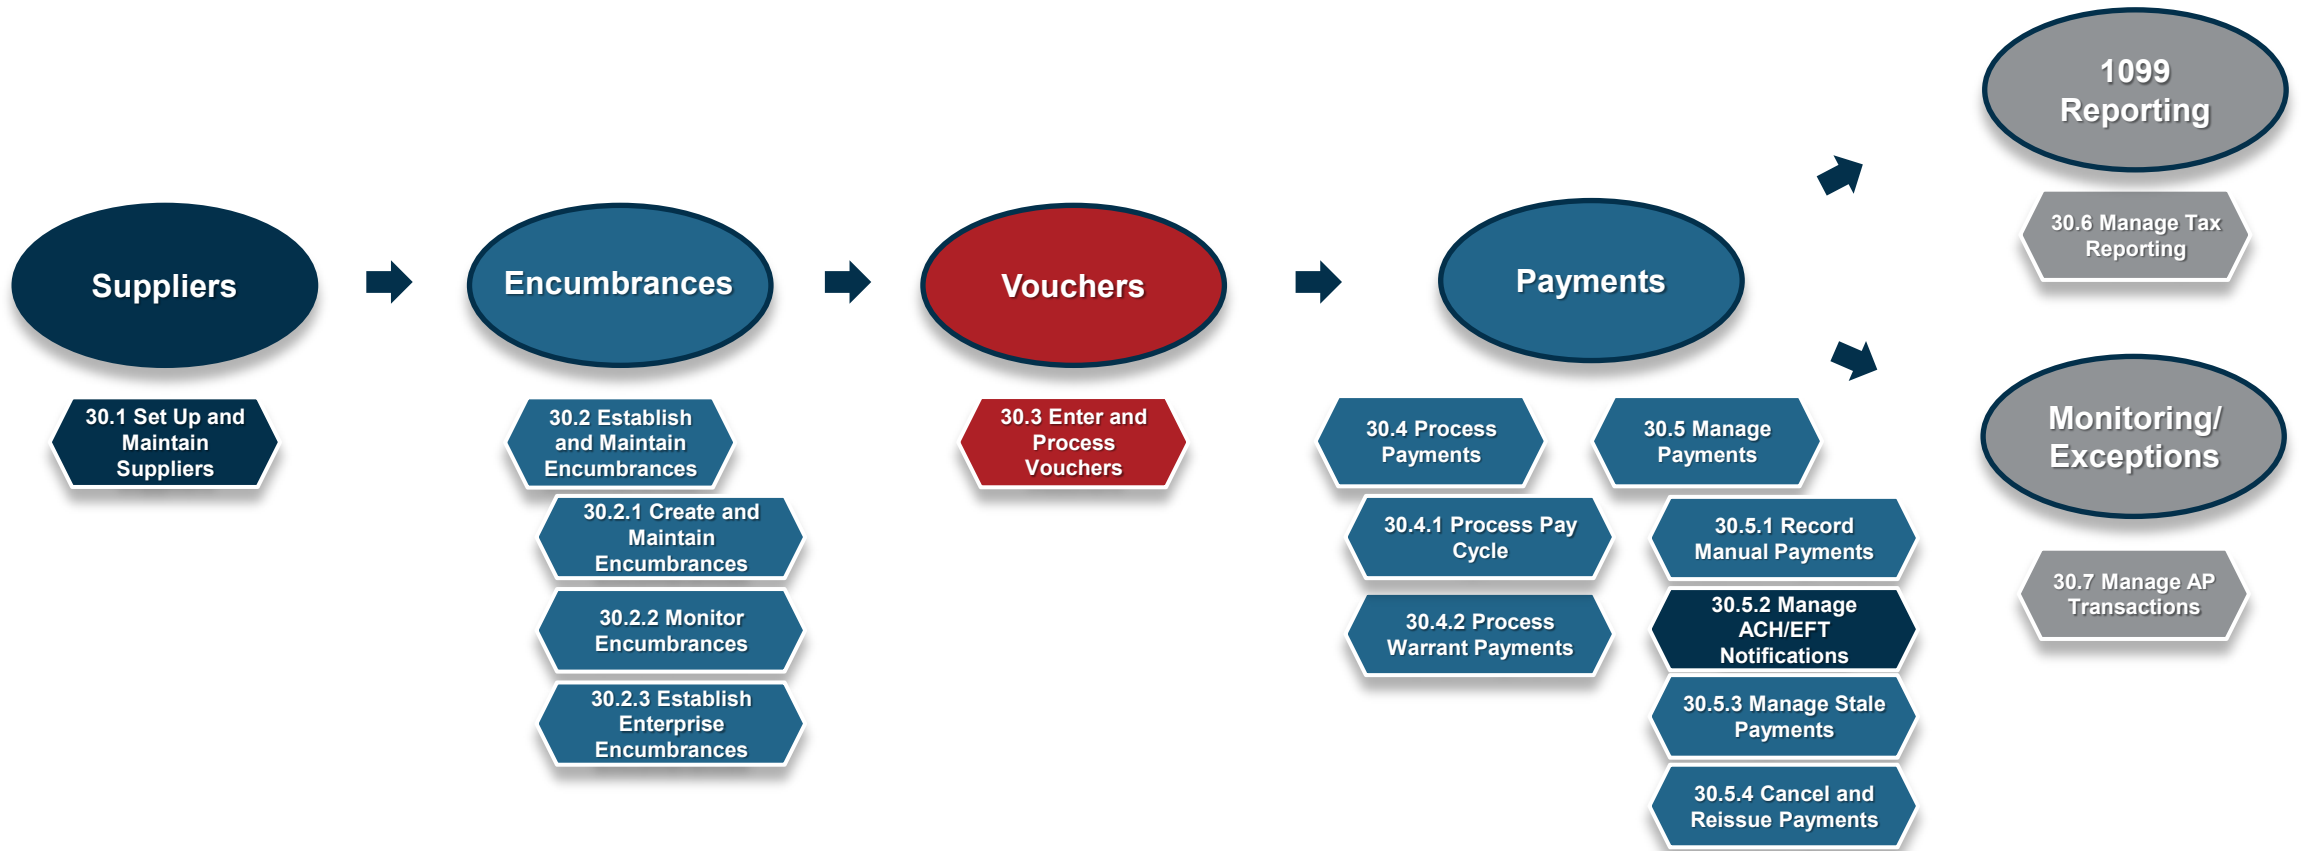 Suppliers
30.1 Set Up and
Maintain
Suppliers
Encumbrances
30.2 Establish
and Maintain
Encumbrances
30.2.1 Create and
Maintain
Encumbrances
30.2.2 Monitor
Encumbrances
30.2.3 Establish
Enterprise
Encumbrances
Vouchers
30.3 Enter and
Process
Vouchers
Payments
30.4 Process
Payments
30.4.1 Process Pay
Cycle
30.4.2 Process
Warrant Payments
30.5 Manage
Payments
30.5.1 Record
Manual Payments
30.5.2 Manage
ACH/EFT
Notifications
30.5.3 Manage Stale
Payments
30.5.4 Cancel and
Reissue Payments
1099
Reporting
30.6 Manage Tax
Reporting
Monitoring/
Exceptions
30.7 Manage AP
Transactions